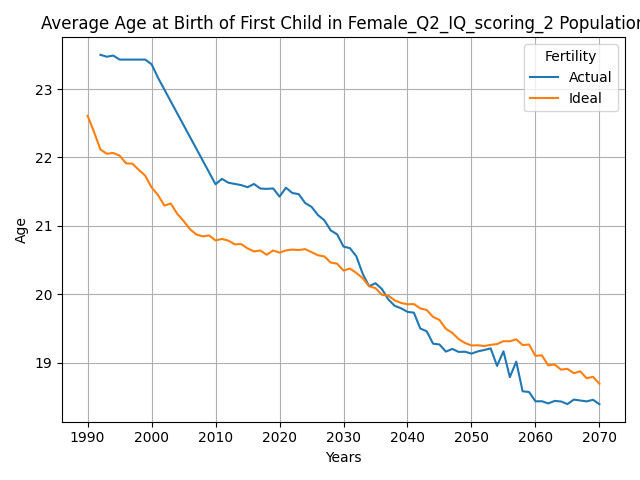 Average Age at Birth of First Child in Female_Q2_IQ_scoring_2 Population
Fertility
Actual
Ideal
23
22
21
20
19
Age
1990 2000 2010 2020 2030 2040 2050 2060 2070
Years